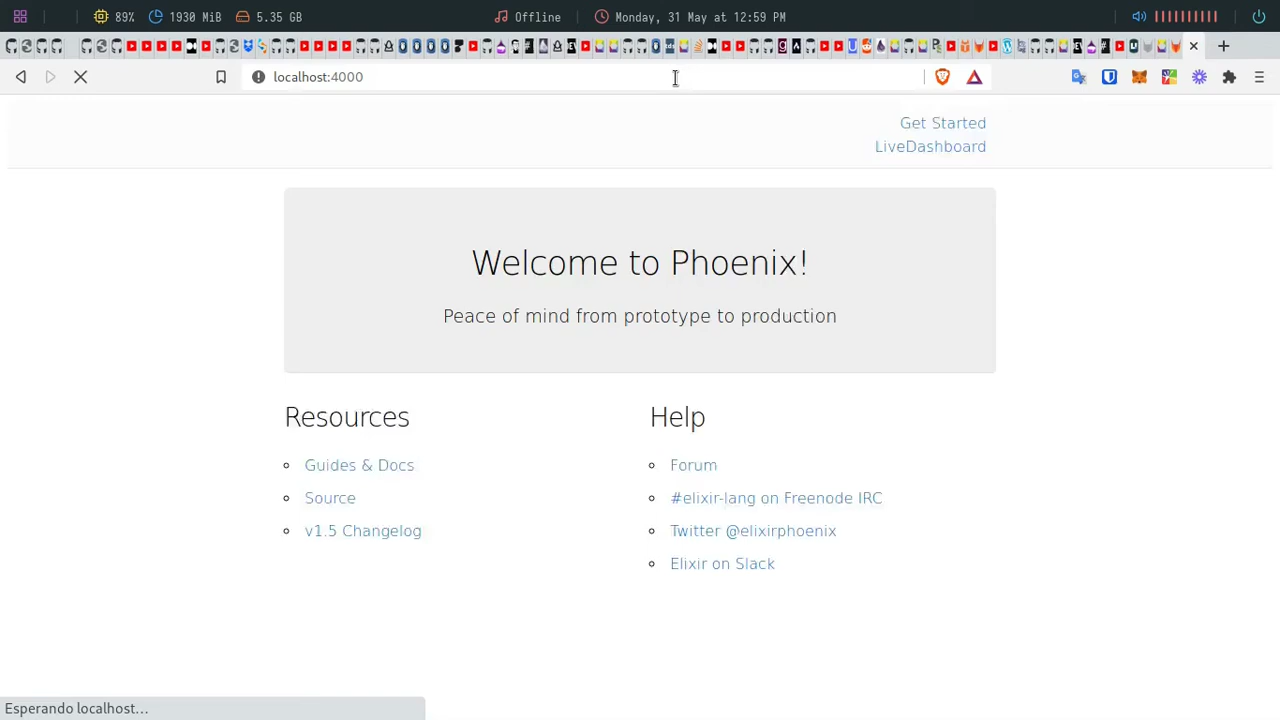 89% 1930 MiB 5.35 GB Offline Monday, 31 May at 12:59 PM
localhost:4000
Get Started
LiveDashboard
Welcome to Phoenix!
Peace of mind from prototype to production
Resources
Guides & Docs
Source
v1.5 Changelog
Help
Forum
#elixir-lang on Freenode IRC
Twitter @elixirphoenix
Elixir on Slack
Esperando localhost...